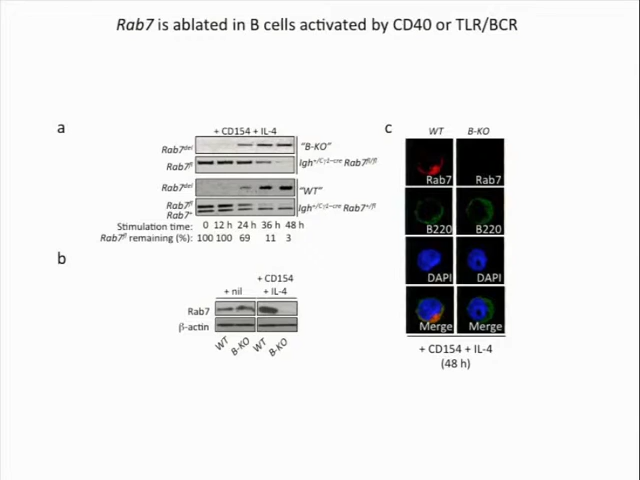 Rab7 is ablated in B cells activated by CD40 or TLR/BCR
a
+ CD154 + IL-4
Rab7del
"B-KO"
Rab7fl
Igh+/Cγ1-cre Rab7fl/fl
Rab7del
"WT"
Rab7fl
Rab7+
Igh+/Cγ1-cre Rab7+/fl
Stimulation time: 0 12 h 24 h 36 h 48 h
Rab7fl remaining (%): 100 100 69 11 3
b
+ CD154
+ nil + IL-4
Rab7
β-actin
WT B-KO WT B-KO
c
WT B-KO
Rab7 Rab7
B220 B220
DAPI DAPI
Merge Merge
+ CD154 + IL-4
(48 h)